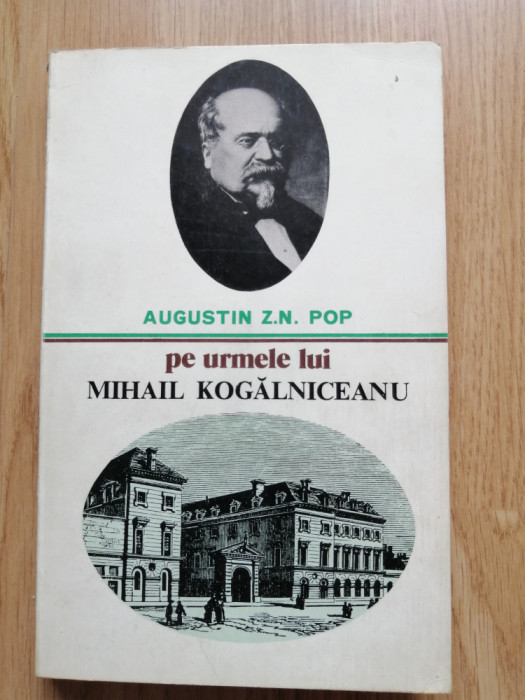 AUGUSTIN Z.N. POP
pe urmele lui
MIHAIL KOGĂLNICEANU